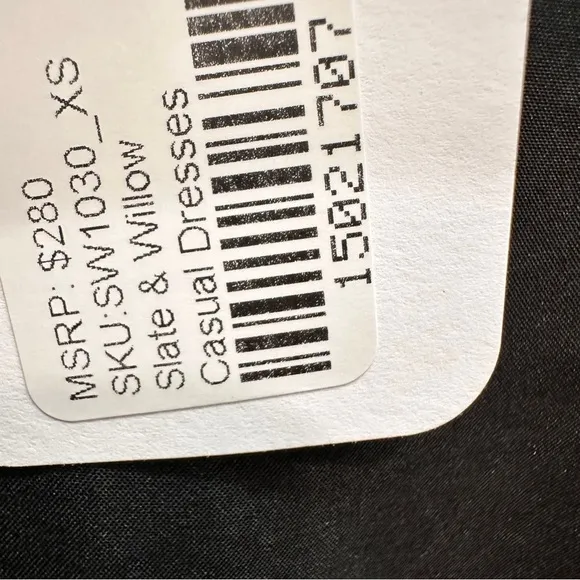 MSRP: $280
SKU:SW1030_XS
Slate & Willow
Casual Dresses
15021707